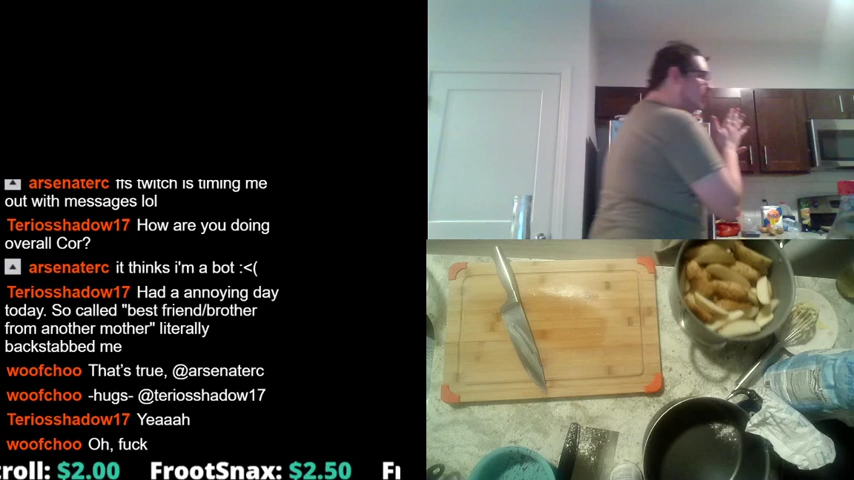 arsenaterc ffs twitch is timing me
out with messages lol
Teriosshadow17 How are you doing
overall Cor?
arsenaterc it thinks i'm a bot :<(
Teriosshadow17 Had a annoying day
today. So called "best friend/brother
from another mother" literally
backstabbed me
woofchoo That's true, @arsenaterc
woofchoo -hugs- @teriosshadow17
Teriosshadow17 Yeaaah
woofchoo Oh, fuck
roll: $2.00 FrootSnax: $2.50